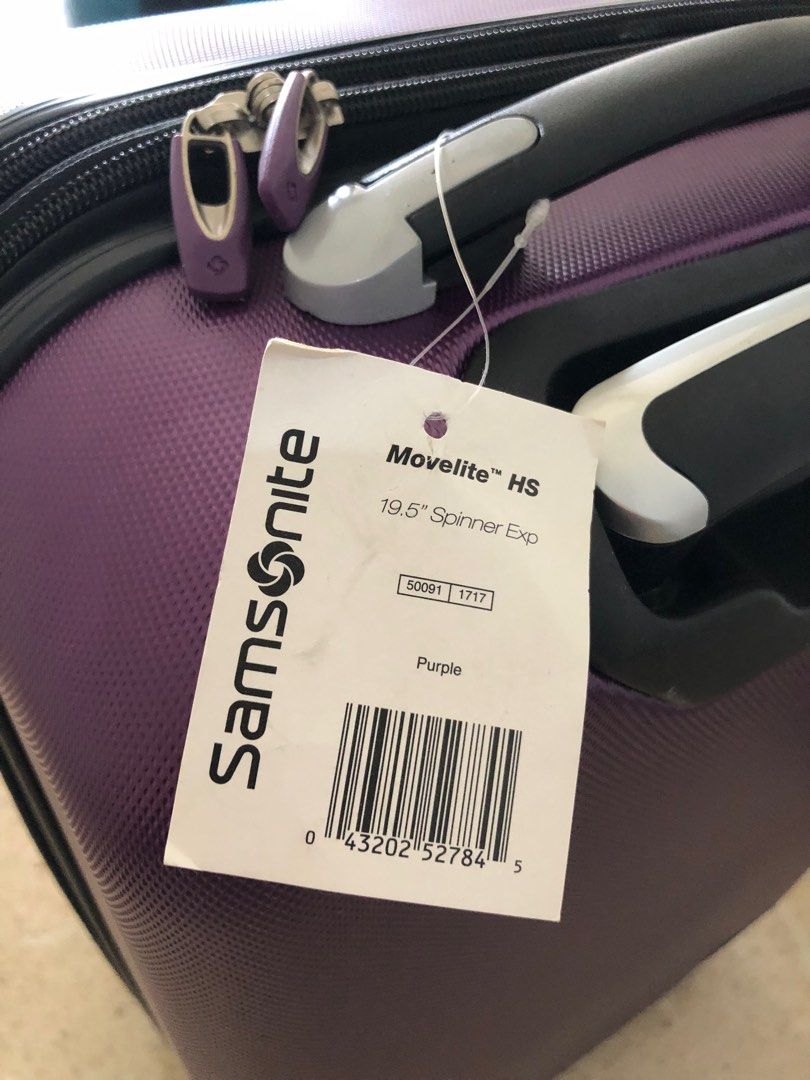 Samsonite
Movelite™ HS
19.5" Spinner Exp
50091 1717
Purple
0 43202 52784 5